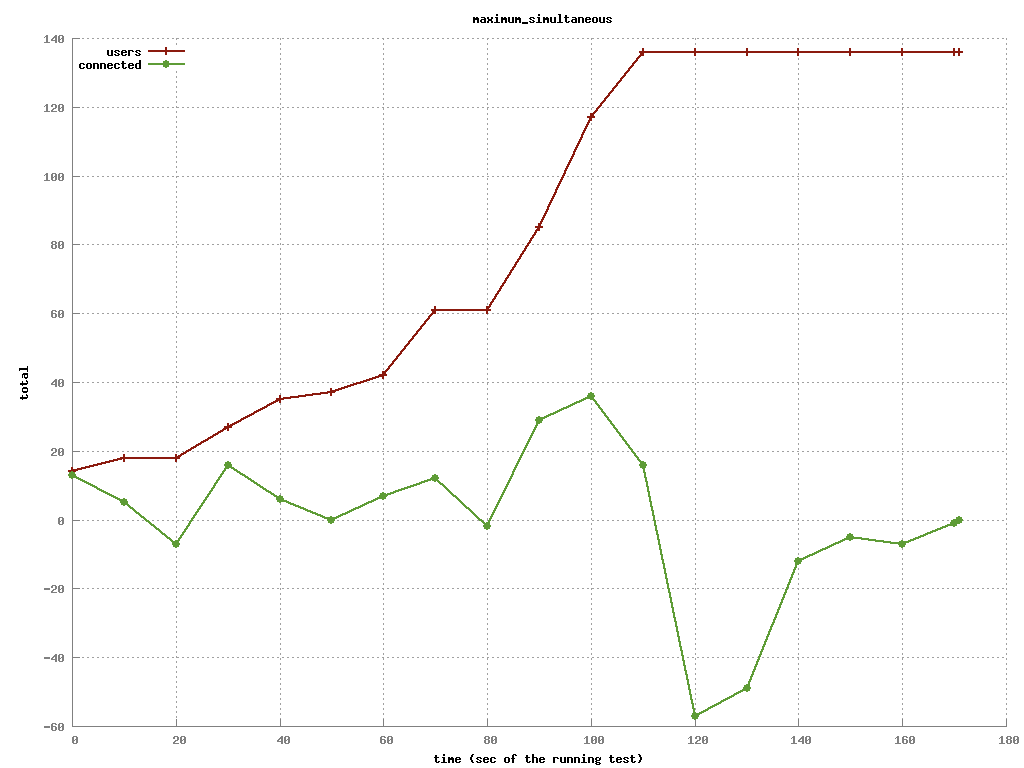 maximum_simultaneous
140
users
connected
120
100
80
60
40
total
20
0
-20
-40
-60
0 20 40 60 80 100 120 140 160 180
time (sec of the running test)